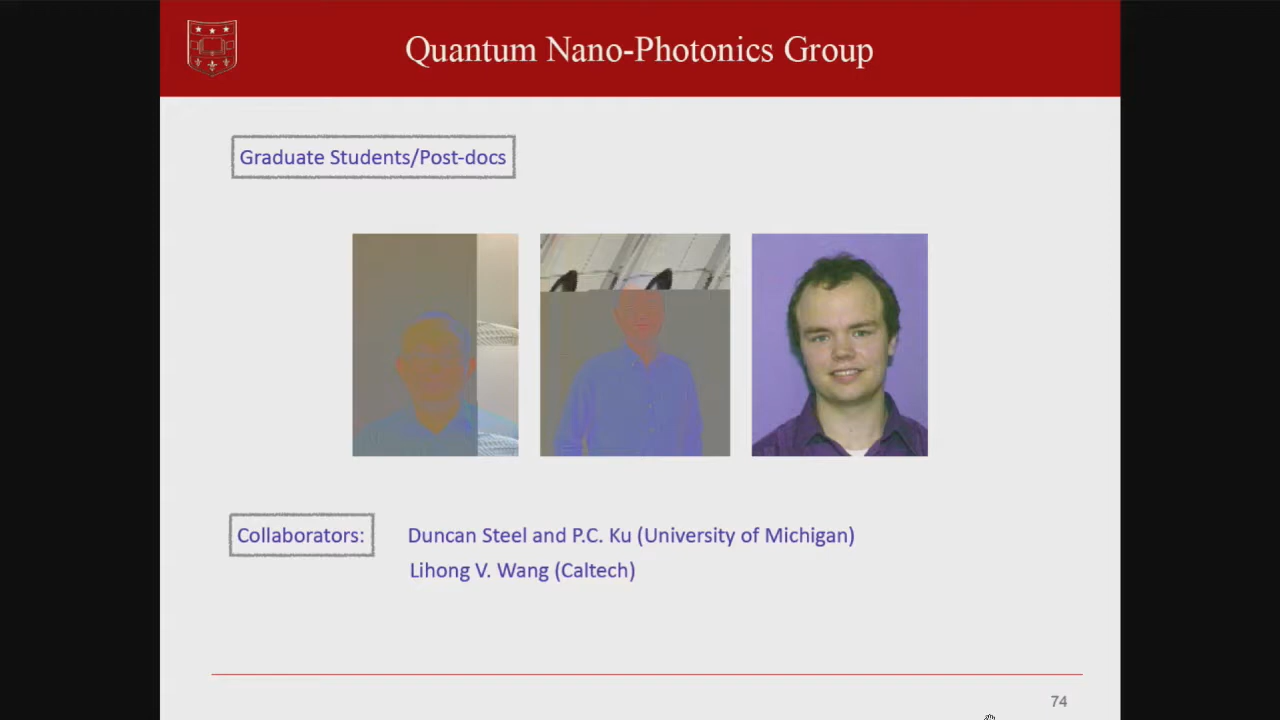 Quantum Nano-Photonics Group
Graduate Students/Post-docs
Collaborators: Duncan Steel and P.C. Ku (University of Michigan)
Lihong V. Wang (Caltech)
74